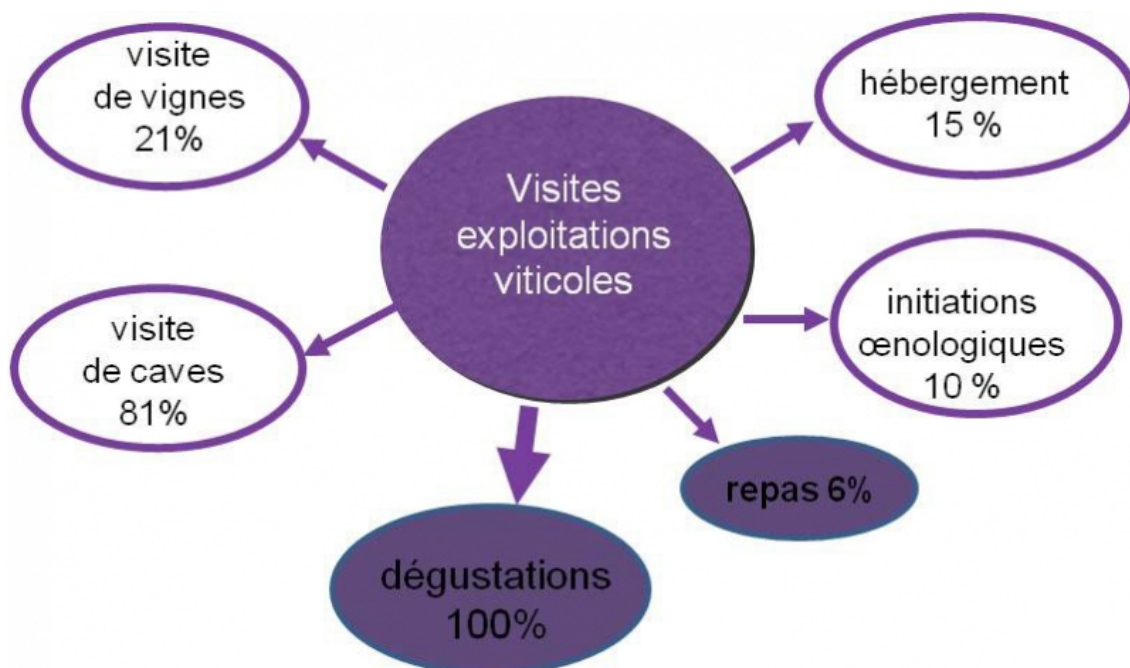 visite
de vignes
21%
hébergement
15 %
Visites
exploitations
viticoles
visite
de caves
81%
initiations
œnologiques
10 %
repas 6%
dégustations
100%